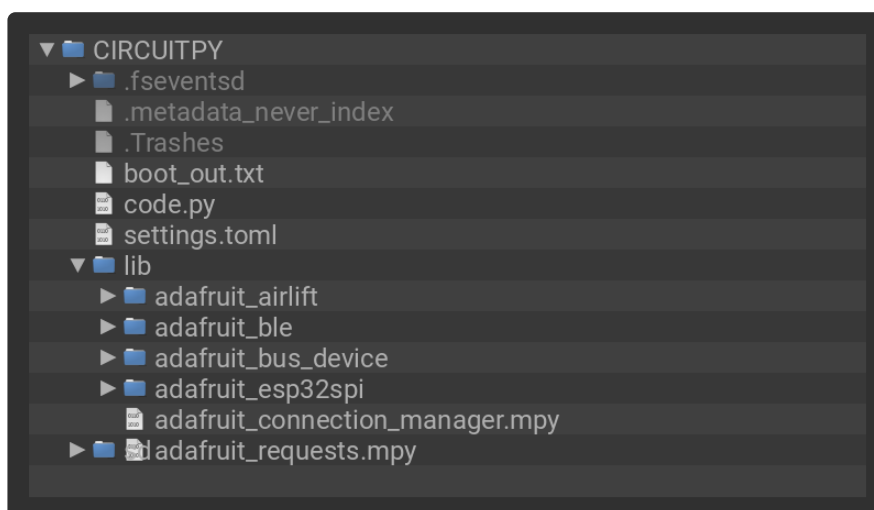 CIRCUITPY
.fseventsd
.metadata_never_index
.Trashes
boot_out.txt
code.py
settings.toml
lib
adafruit_airlift
adafruit_ble
adafruit_bus_device
adafruit_esp32spi
adafruit_connection_manager.mpy
adafruit_requests.mpy